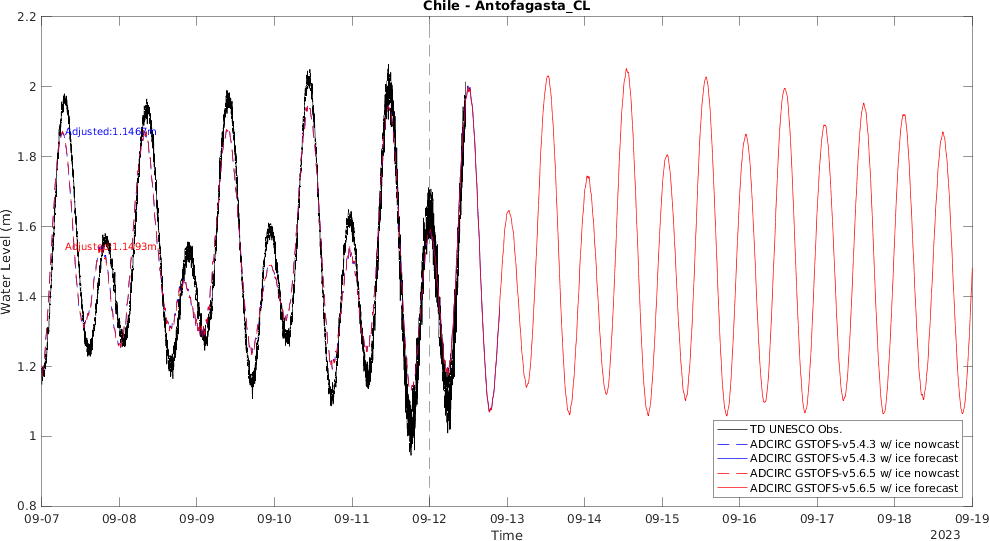 Chile - Antofagasta_CL
2.2
2
1.8
1.6
1.4
1.2
1
0.8
Water Level (m)
Adjusted:1.1493m
TD UNESCO Obs.
ADCIRC GSTOFS-v5.4.3 w/ ice nowcast
ADCIRC GSTOFS-v5.4.3 w/ ice forecast
ADCIRC GSTOFS-v5.6.5 w/ ice nowcast
ADCIRC GSTOFS-v5.6.5 w/ ice forecast
09-07 09-08 09-09 09-10 09-11 09-12 09-13 09-14 09-15 09-16 09-17 09-18 09-19
Time
2023